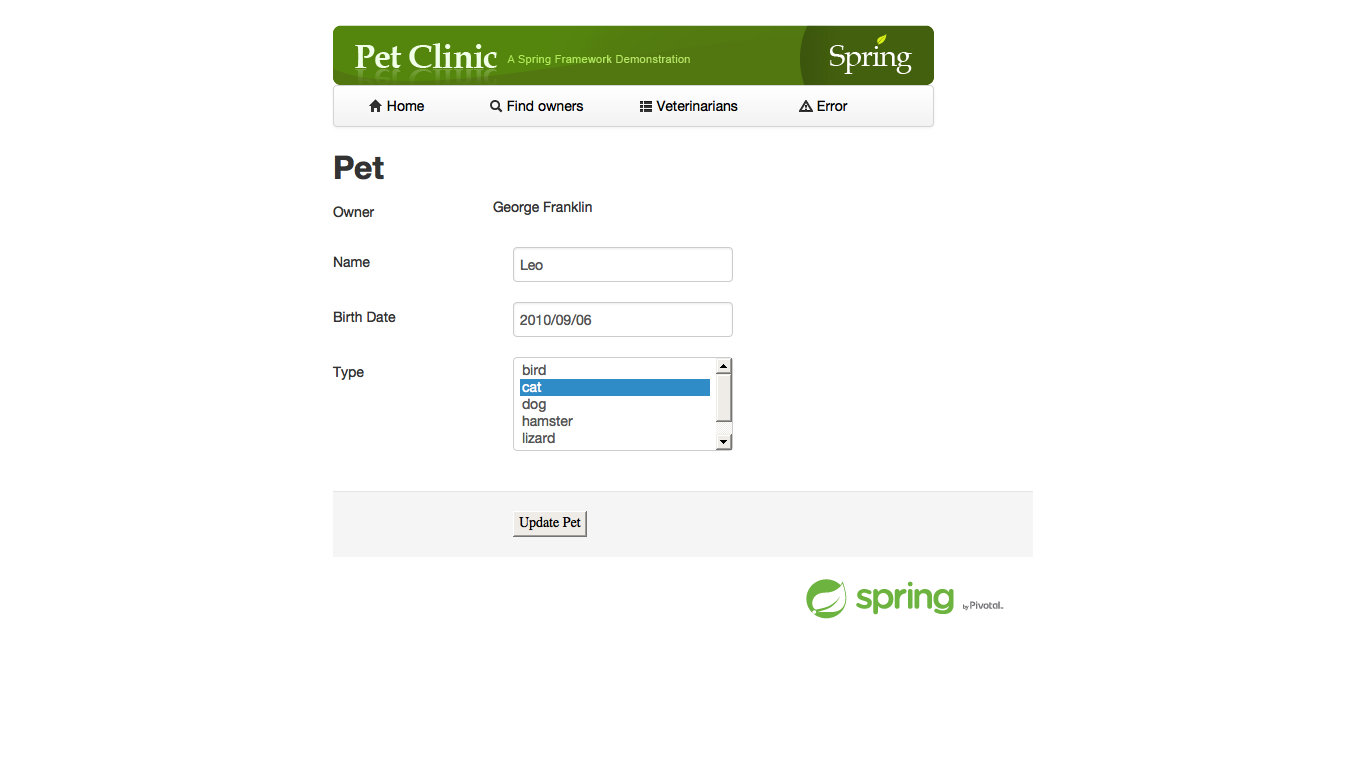 Pet Clinic A Spring Framework Demonstration Spring
Home Find owners Veterinarians Error
Pet
Owner George Franklin
Name Leo
Birth Date 2010/09/06
Type bird
cat
dog
hamster
lizard
Update Pet
spring by Pivotal